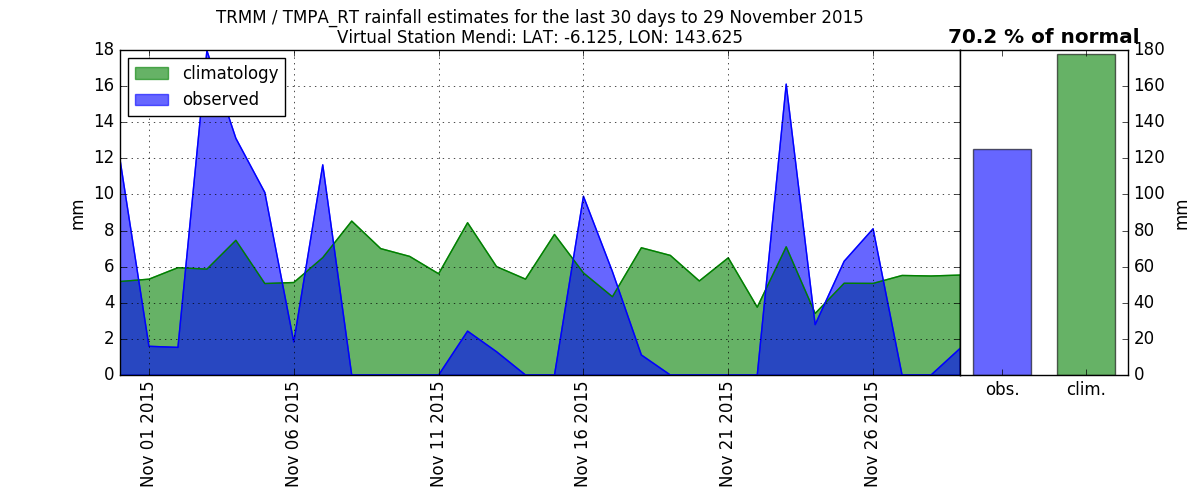 TRMM / TMPA_RT rainfall estimates for the last 30 days to 29 November 2015
Virtual Station Mendi: LAT: -6.125, LON: 143.625
70.2 % of normal
climatology
observed
mm
18
16
14
12
10
8
6
4
2
0
Nov 01 2015
Nov 06 2015
Nov 11 2015
Nov 16 2015
Nov 21 2015
Nov 26 2015
obs.
clim.
180
160
140
120
100
80
60
40
20
0
mm